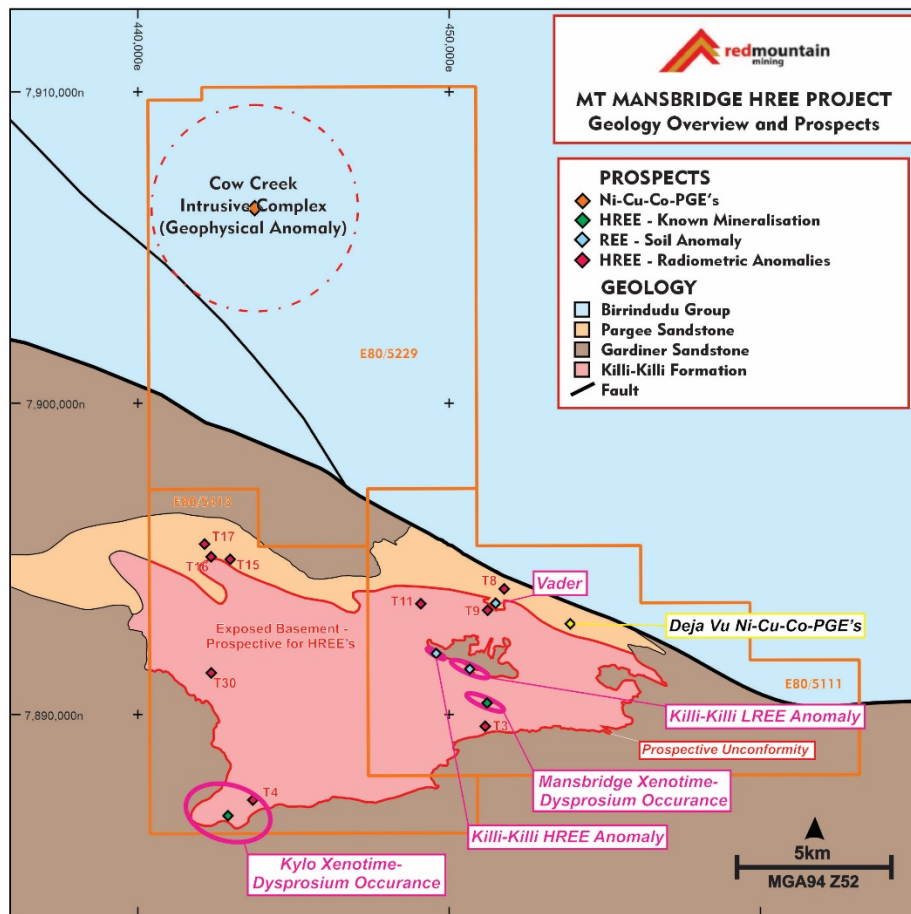 440,000e
450,000e
7,910,000n
7,900,000n
7,890,000n
redmountain
mining
MT MANSBRIDGE HREE PROJECT
Geology Overview and Prospects
PROSPECTS
Ni-Cu-Co-PGE's
HREE - Known Mineralisation
REE - Soil Anomaly
HREE - Radiometric Anomalies
GEOLOGY
Birrindudu Group
Pargee Sandstone
Gardiner Sandstone
Killi-Killi Formation
Fault
Cow Creek
Intrusive Complex
(Geophysical Anomaly)
E80/5229
E80/5413
T17
T16
T15
T8
Vader
T11
T9
Deja Vu Ni-Cu-Co-PGE's
Exposed Basement -
Prospective for HREE's
T30
E80/5111
Killi-Killi LREE Anomaly
T3
Prospective Unconformity
Mansbridge Xenotime-
Dysprosium Occurance
T4
Killi-Killi HREE Anomaly
Kylo Xenotime-
Dysprosium Occurance
5km
MGA94 Z52